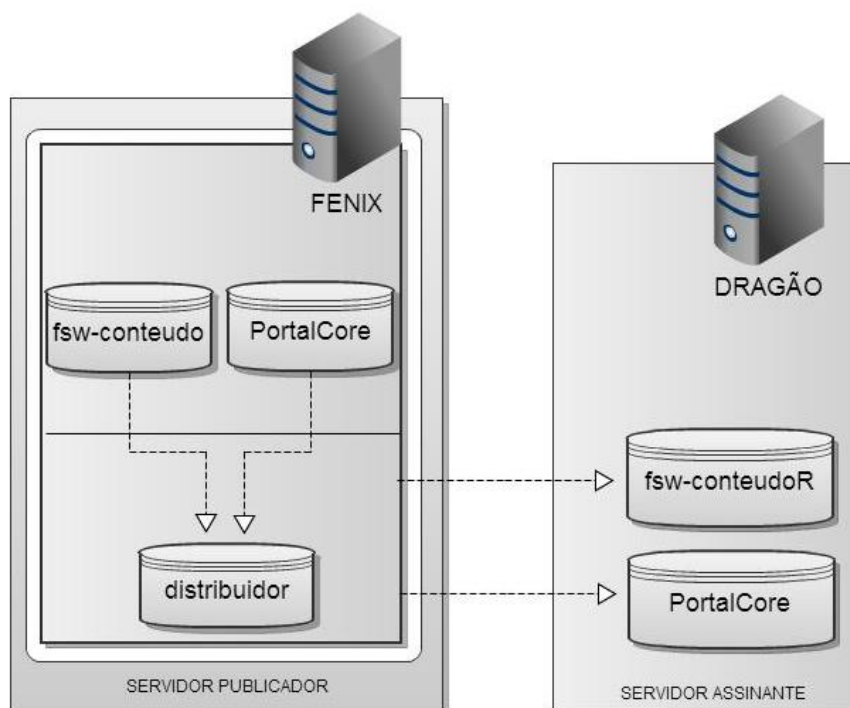 FENIX
fsw-conteudo
PortalCore
distribuidor
SERVIDOR PUBLICADOR
DRAGÃO
fsw-conteudoR
PortalCore
SERVIDOR ASSINANTE